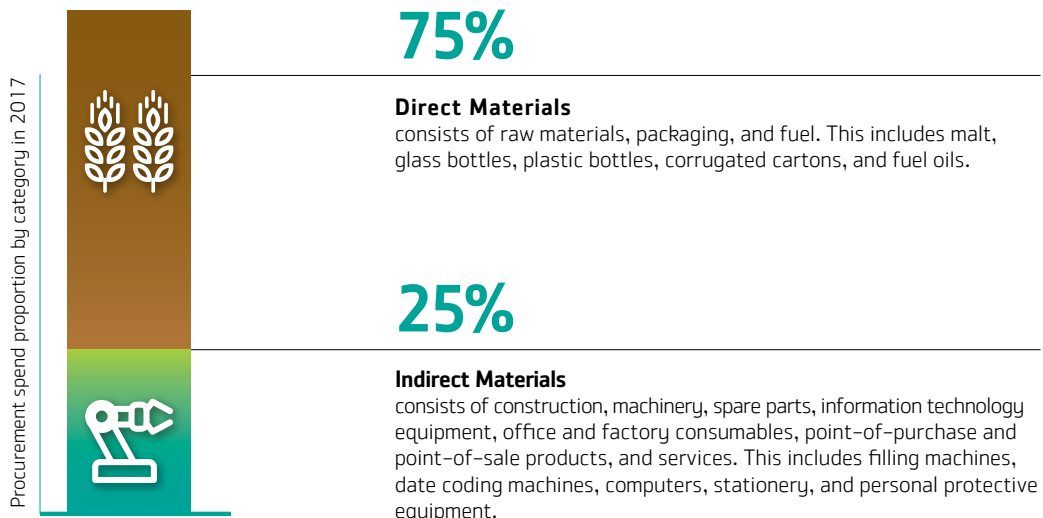 Procurement spend proportion by category in 2017
75%
Direct Materials
consists of raw materials, packaging, and fuel. This includes malt,
glass bottles, plastic bottles, corrugated cartons, and fuel oils.
25%
Indirect Materials
consists of construction, machinery, spare parts, information technology
equipment, office and factory consumables, point-of-purchase and
point-of-sale products, and services. This includes filling machines,
date coding machines, computers, stationery, and personal protective
equipment.